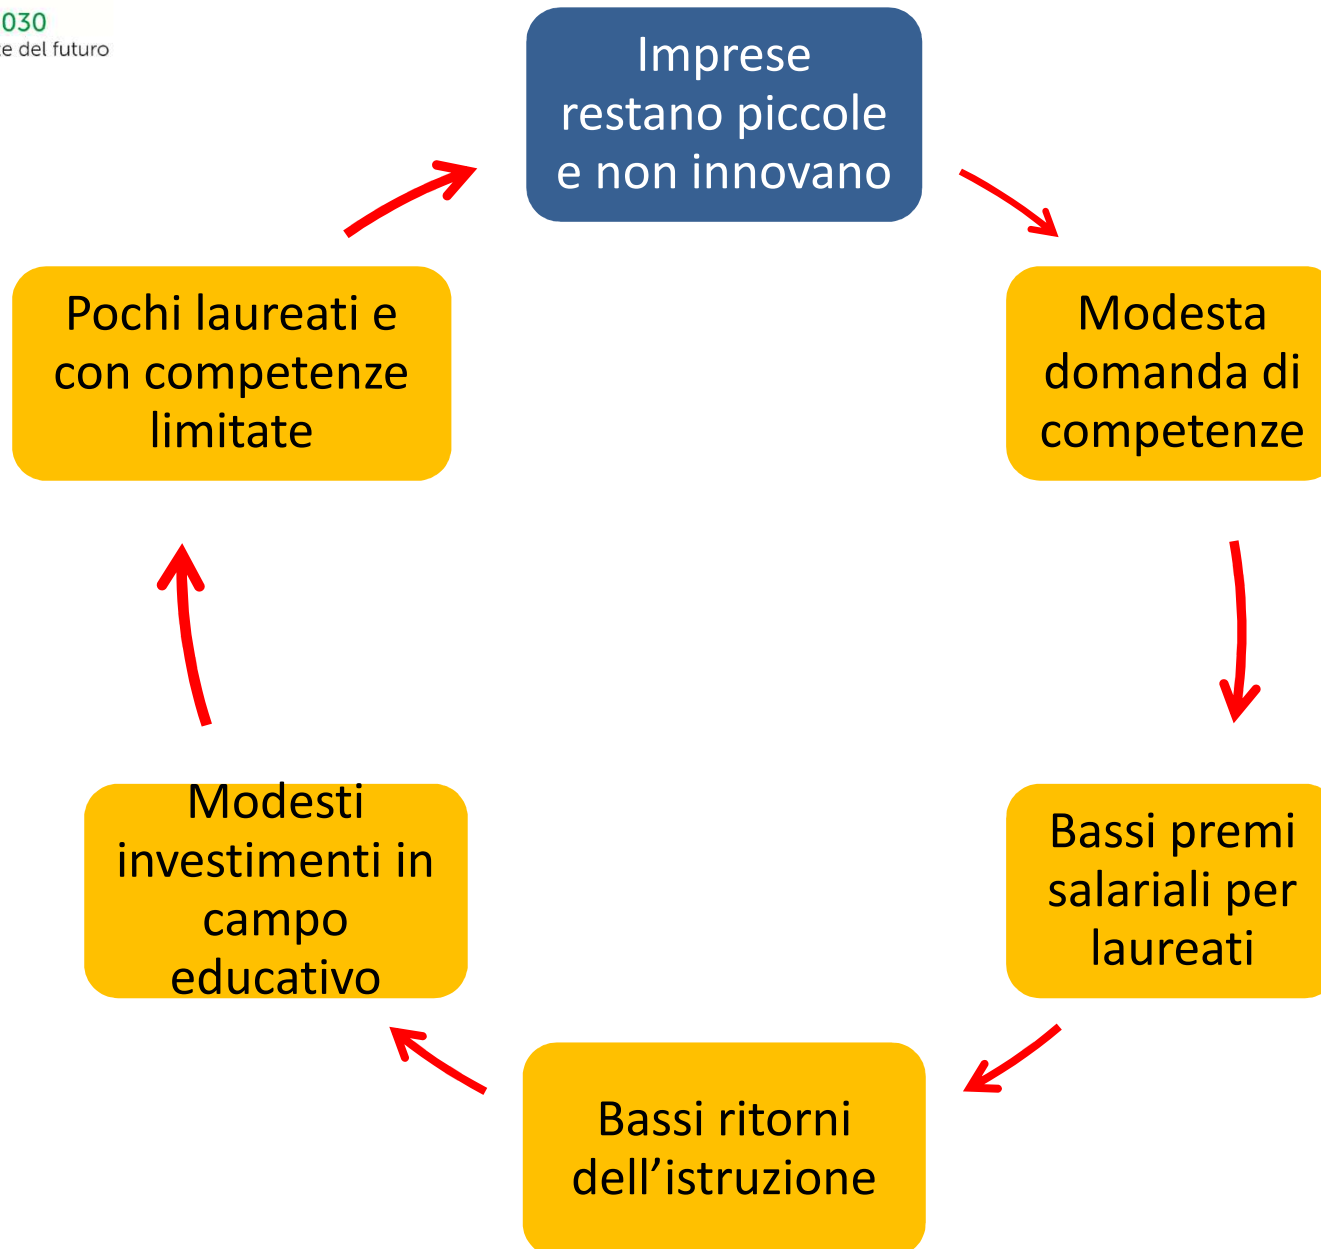 030
e del futuro
Imprese
restano piccole
e non innovano
Modesta
domanda di
competenze
Bassi premi
salariali per
laureati
Bassi ritorni
dell’istruzione
Modesti
investimenti in
campo
educativo
Pochi laureati e
con competenze
limitate